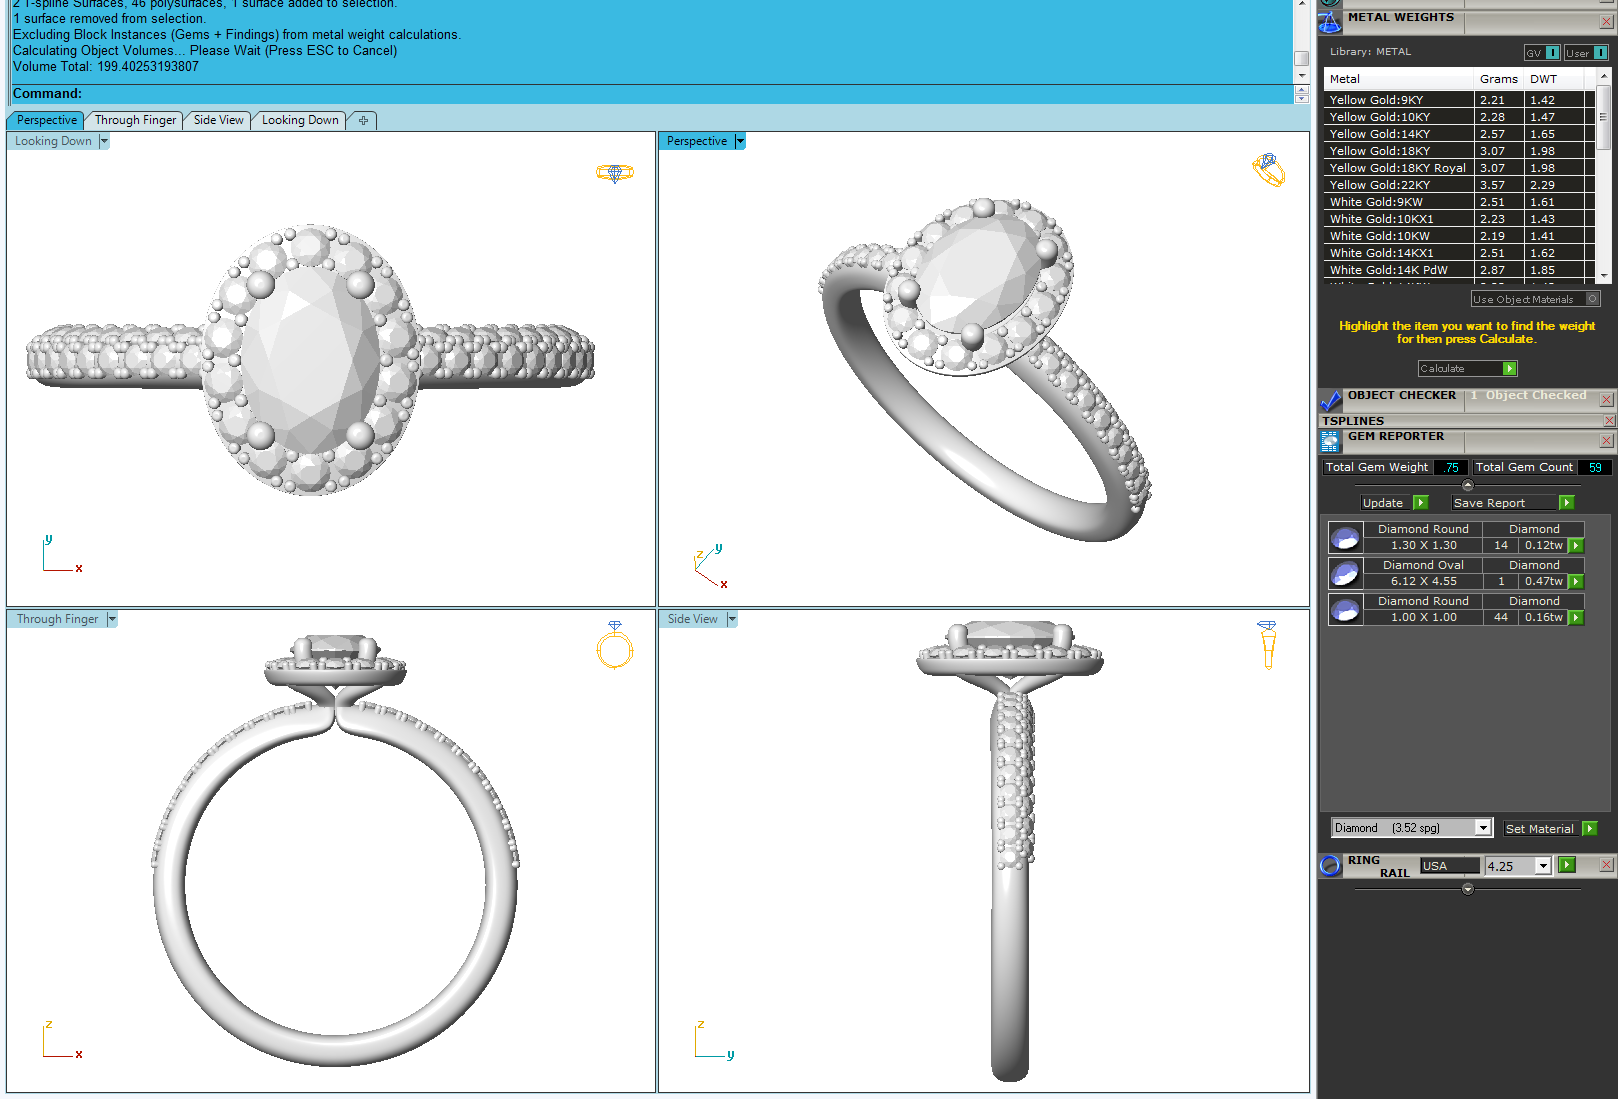 2 T-spline Surfaces, 46 polysurfaces, 1 surface added to selection.
1 surface removed from selection.
Excluding Block Instances (Gems + Findings) from metal weight calculations.
Calculating Object Volumes... Please Wait (Press ESC to Cancel)
Volume Total: 199.40253193807
Command:
Perspective Through Finger Side View Looking Down
Looking Down
y
x
Perspective
z
y
x
Through Finger
z
x
Side View
z
y
METAL WEIGHTS
Library: METAL GV I User I
Metal Grams DWT
Yellow Gold:9KY 2.21 1.42
Yellow Gold:10KY 2.28 1.47
Yellow Gold:14KY 2.57 1.65
Yellow Gold:18KY 3.07 1.98
Yellow Gold:18KY Royal 3.07 1.98
Yellow Gold:22KY 3.57 2.29
White Gold:9KW 2.51 1.61
White Gold:10KX1 2.23 1.43
White Gold:10KW 2.19 1.41
White Gold:14KX1 2.51 1.62
White Gold:14K PdW 2.87 1.85
Use Object Materials
Highlight the item you want to find the weight
for then press Calculate.
Calculate
OBJECT CHECKER 1 Object Checked
TSPLINES
GEM REPORTER
Total Gem Weight .75 Total Gem Count 59
Update Save Report
Diamond Round Diamond
1.30 X 1.30 14 0.12tw
Diamond Oval Diamond
6.12 X 4.55 1 0.47tw
Diamond Round Diamond
1.00 X 1.00 44 0.16tw
Diamond (3.52 spg) Set Material
RING RAIL USA 4.25